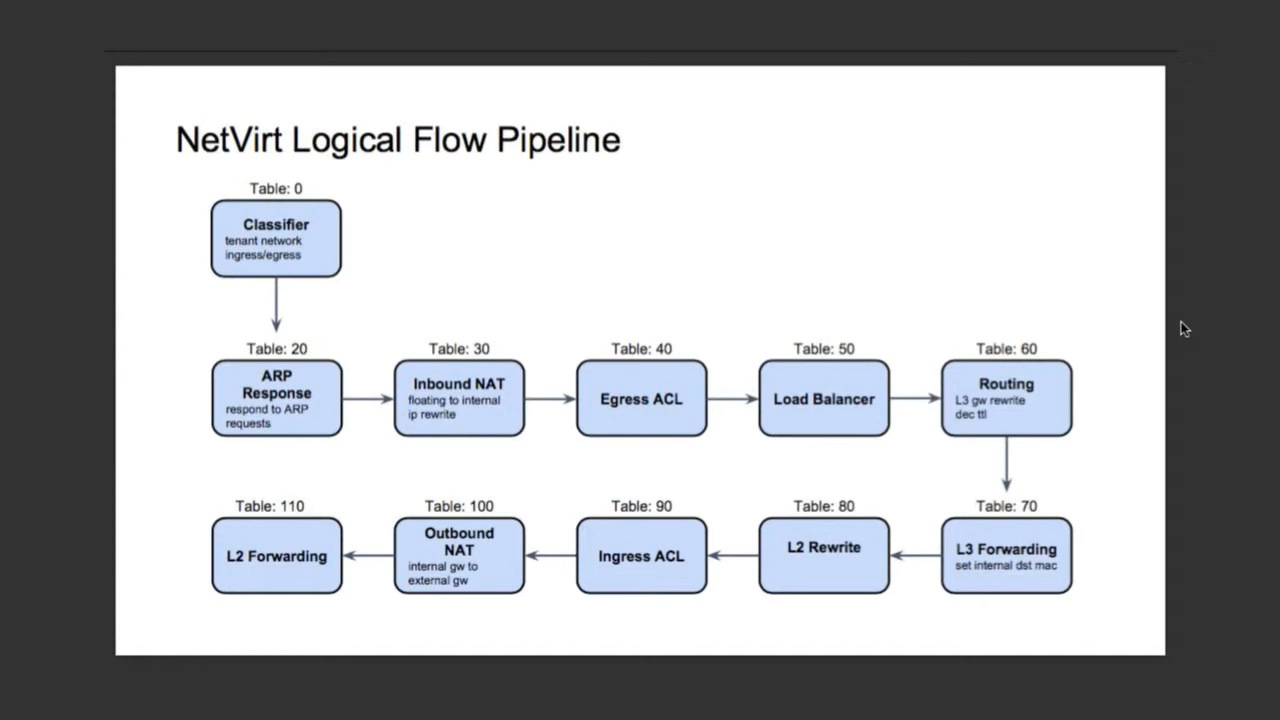 NetVirt Logical Flow Pipeline
Table: 0
Classifier
tenant network
ingress/egress
Table: 20
ARP
Response
respond to ARP
requests
Table: 30
Inbound NAT
floating to internal
ip rewrite
Table: 40
Egress ACL
Table: 50
Load Balancer
Table: 60
Routing
L3 gw rewrite
dec ttl
Table: 70
L3 Forwarding
set internal dst mac
Table: 80
L2 Rewrite
Table: 90
Ingress ACL
Table: 100
Outbound
NAT
internal gw to
external gw
Table: 110
L2 Forwarding